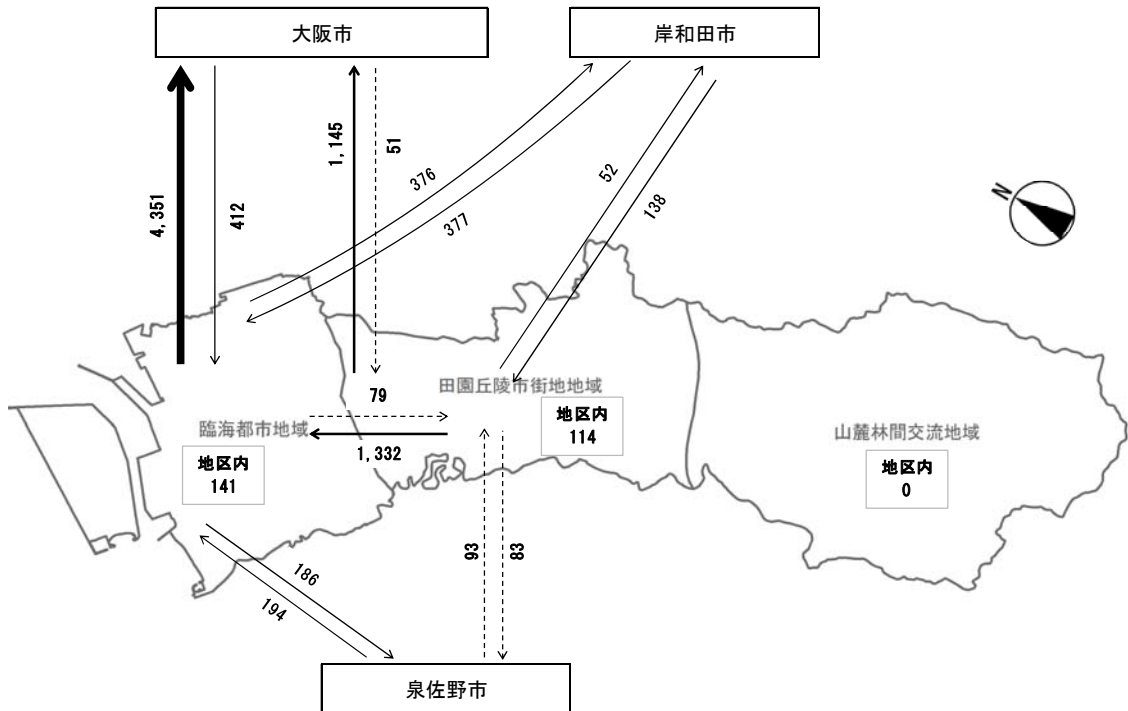 大阪市
岸和田市
4,351
412
1,145
51
376
377
52
138
N
田園丘陵市街地地域
79
臨海都市地域
1,332
地区内
114
山麓林間交流地域
地区内
141
地区内
0
93
83
186
194
泉佐野市